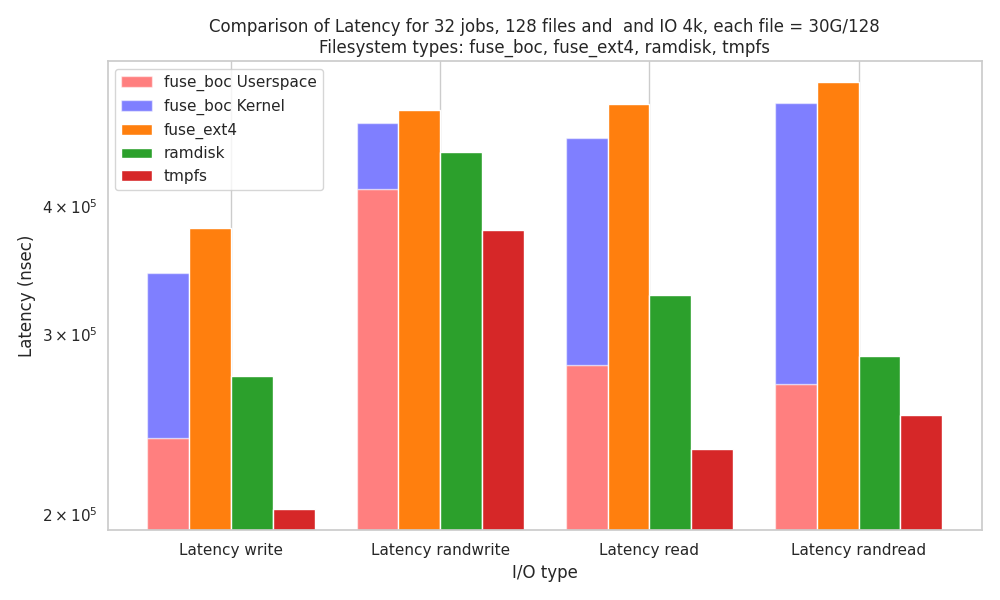 Comparison of Latency for 32 jobs, 128 files and  and IO 4k, each file = 30G/128
Filesystem types: fuse_boc, fuse_ext4, ramdisk, tmpfs
fuse_boc Userspace
fuse_boc Kernel
fuse_ext4
ramdisk
tmpfs
Latency (nsec)
4 × 10⁵
3 × 10⁵
2 × 10⁵
Latency write
Latency randwrite
Latency read
Latency randread
I/O type